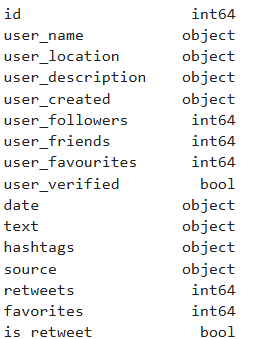 id int64
user_name object
user_location object
user_description object
user_created object
user_followers int64
user_friends int64
user_favourites int64
user_verified bool
date object
text object
hashtags object
source object
retweets int64
favorites int64
is retweet bool